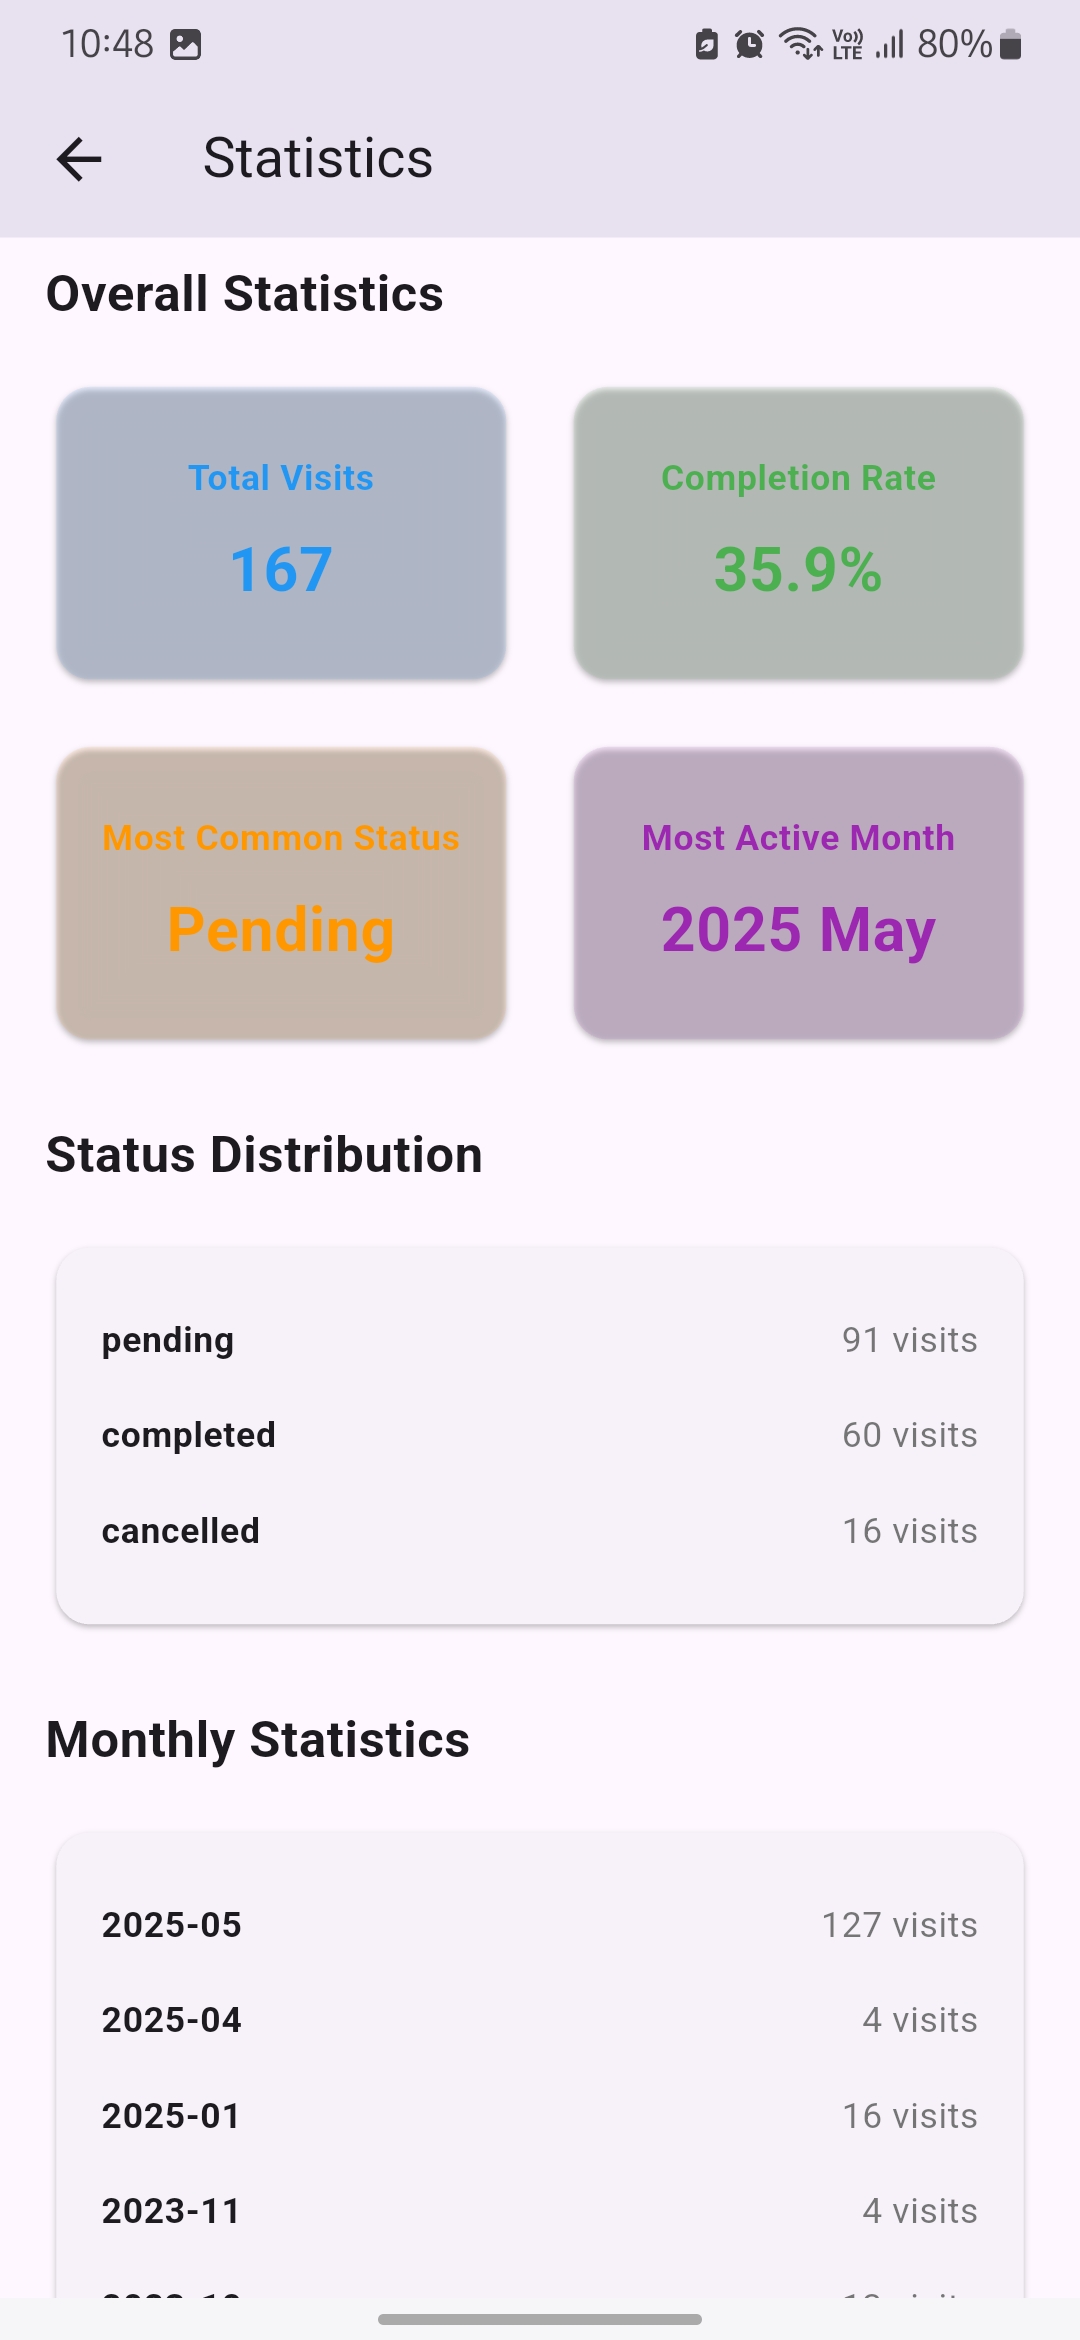 10:48 Vo)) LTE 80%
Statistics
Overall Statistics
Total Visits
167
Completion Rate
35.9%
Most Common Status
Pending
Most Active Month
2025 May
Status Distribution
pending 91 visits
completed 60 visits
cancelled 16 visits
Monthly Statistics
2025-05 127 visits
2025-04 4 visits
2025-01 16 visits
2023-11 4 visits